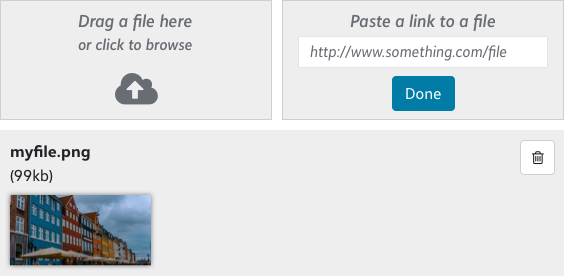 Drag a file here
or click to browse
Paste a link to a file
http://www.something.com/file
Done
myfile.png
(99kb)